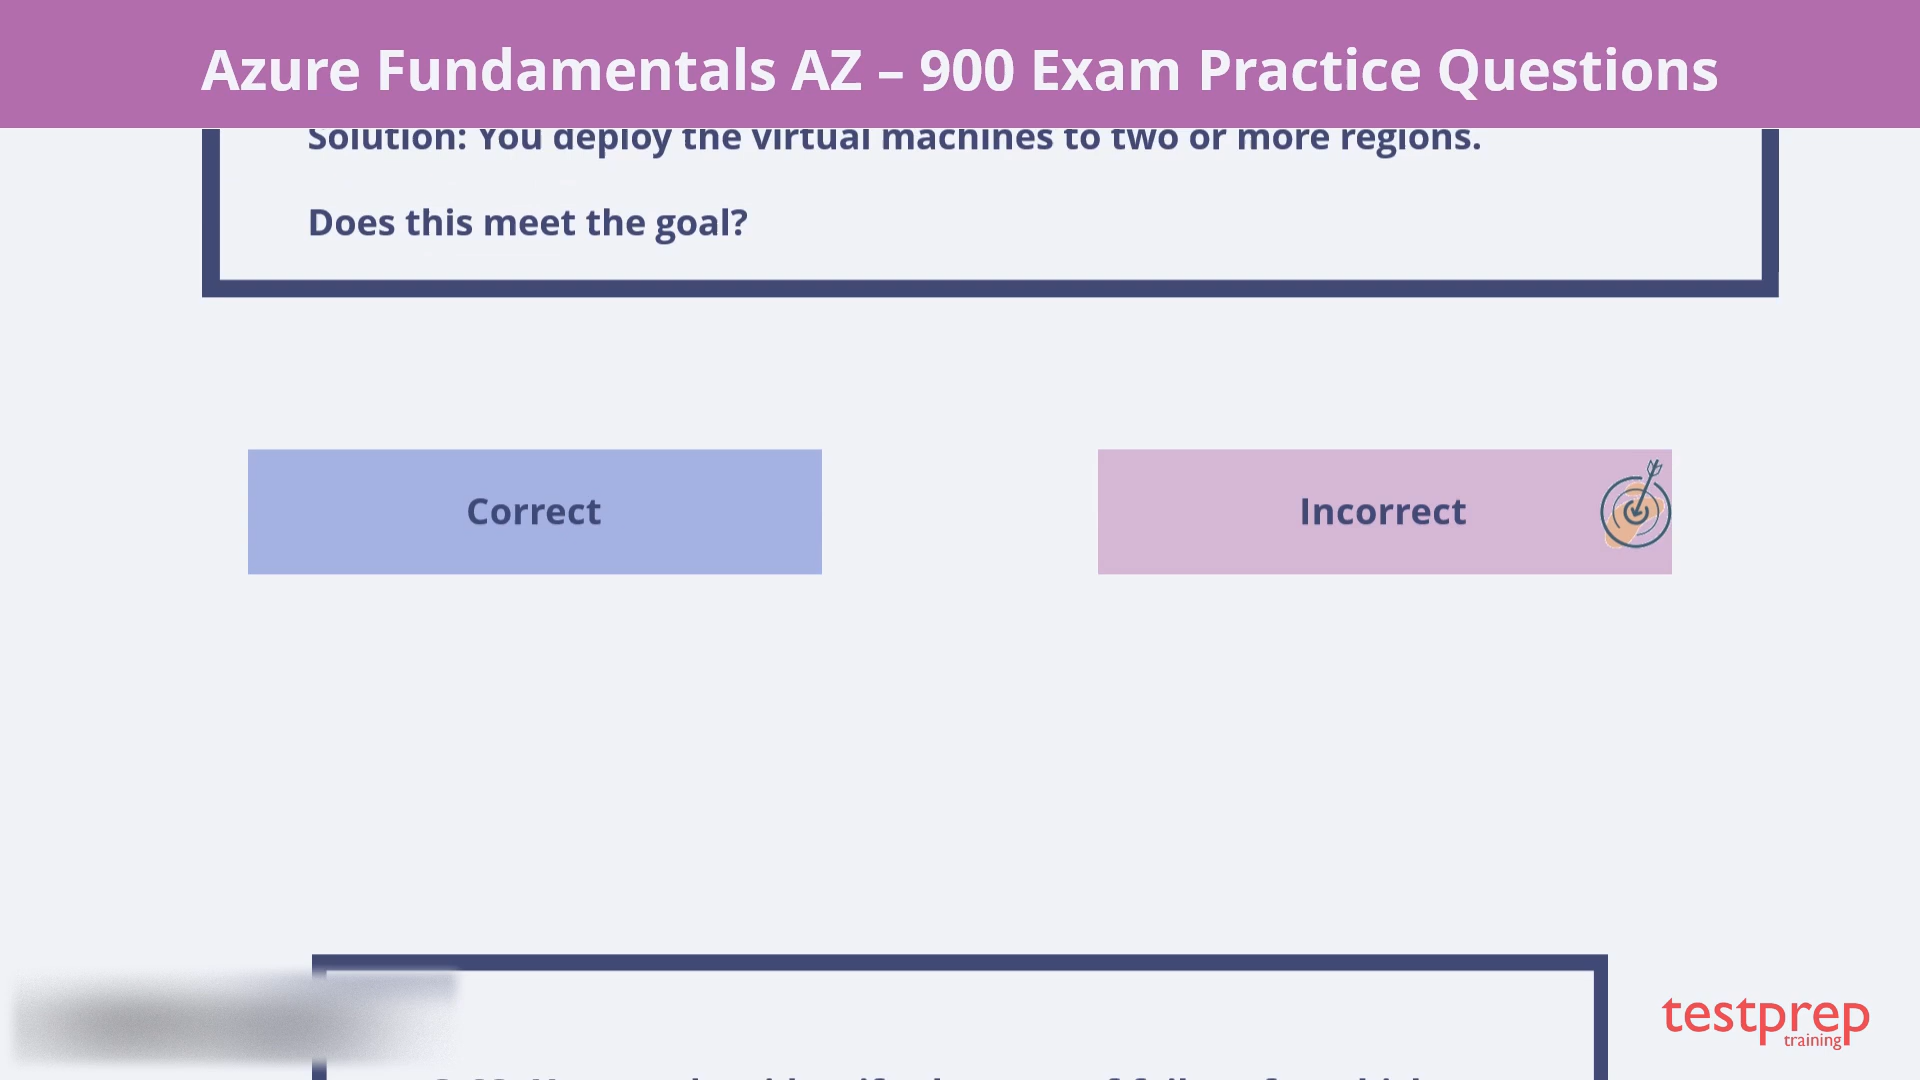 Azure Fundamentals AZ – 900 Exam Practice Questions
Solution: You deploy the virtual machines to two or more regions.
Does this meet the goal?
Correct
Incorrect
testprep
training